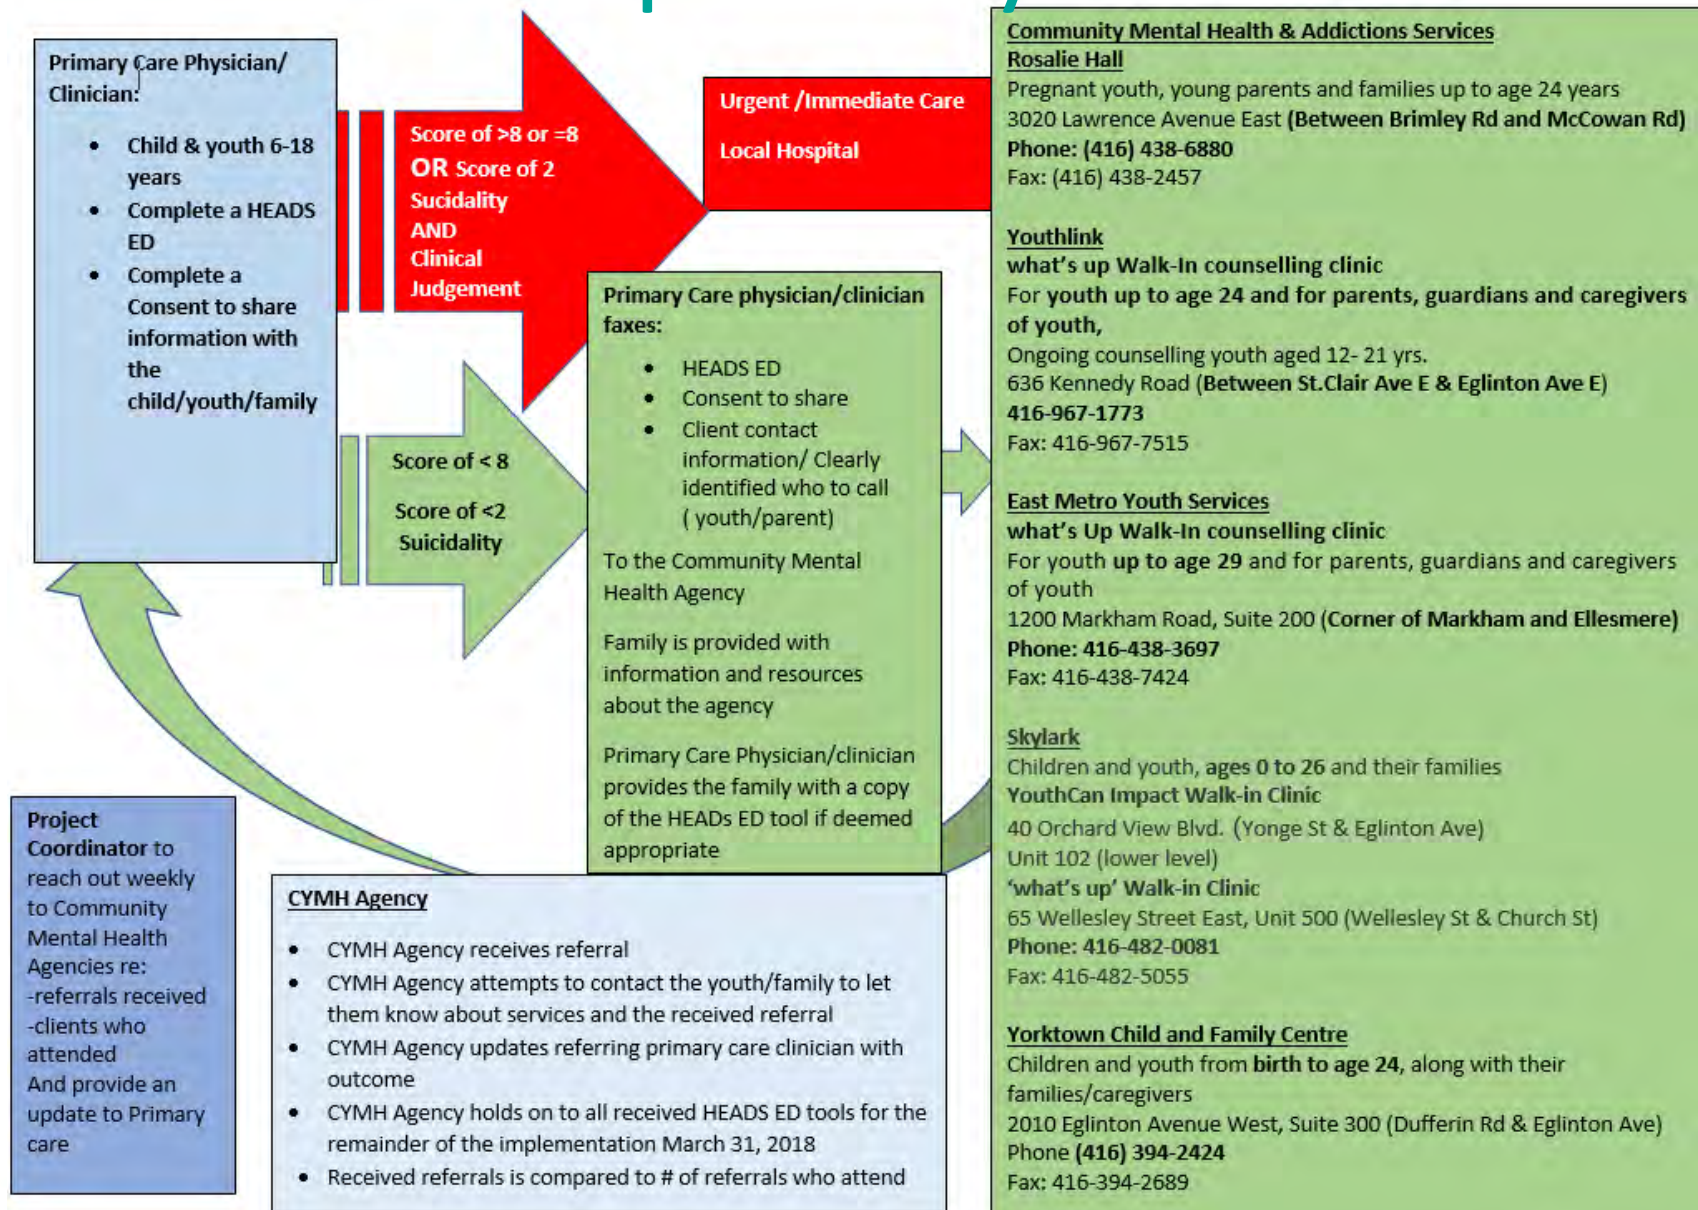 Primary Care Physician/
Clinician:
• Child & youth 6-18
years
• Complete a HEADS
ED
• Complete a
Consent to share
information with
the
child/youth/family
Score of >8 or =8
OR Score of 2
Sucidality
AND
Clinical
Judgement
Urgent /Immediate Care
Local Hospital
Score of < 8
Score of <2
Suicidality
Primary Care physician/clinician
faxes:
• HEADS ED
• Consent to share
• Client contact
information/ Clearly
identified who to call
( youth/parent)
To the Community Mental
Health Agency
Family is provided with
information and resources
about the agency
Primary Care Physician/clinician
provides the family with a copy
of the HEADs ED tool if deemed
appropriate
Community Mental Health & Addictions Services
Rosalie Hall
Pregnant youth, young parents and families up to age 24 years
3020 Lawrence Avenue East (Between Brimley Rd and McCowan Rd)
Phone: (416) 438-6880
Fax: (416) 438-2457
Youthlink
what's up Walk-In counselling clinic
For youth up to age 24 and for parents, guardians and caregivers
of youth,
Ongoing counselling youth aged 12- 21 yrs.
636 Kennedy Road (Between St.Clair Ave E & Eglinton Ave E)
416-967-1773
Fax: 416-967-7515
East Metro Youth Services
what's Up Walk-In counselling clinic
For youth up to age 29 and for parents, guardians and caregivers
of youth
1200 Markham Road, Suite 200 (Corner of Markham and Ellesmere)
Phone: 416-438-3697
Fax: 416-438-7424
Skylark
Children and youth, ages 0 to 26 and their families
YouthCan Impact Walk-in Clinic
40 Orchard View Blvd. (Yonge St & Eglinton Ave)
Unit 102 (lower level)
'what's up' Walk-in Clinic
65 Wellesley Street East, Unit 500 (Wellesley St & Church St)
Phone: 416-482-0081
Fax: 416-482-5055
Yorktown Child and Family Centre
Children and youth from birth to age 24, along with their
families/caregivers
2010 Eglinton Avenue West, Suite 300 (Dufferin Rd & Eglinton Ave)
Phone (416) 394-2424
Fax: 416-394-2689
Project
Coordinator to
reach out weekly
to Community
Mental Health
Agencies re:
-referrals received
-clients who
attended
And provide an
update to Primary
care
CYMH Agency
• CYMH Agency receives referral
• CYMH Agency attempts to contact the youth/family to let
them know about services and the received referral
• CYMH Agency updates referring primary care clinician with
outcome
• CYMH Agency holds on to all received HEADS ED tools for the
remainder of the implementation March 31, 2018
• Received referrals is compared to # of referrals who attend